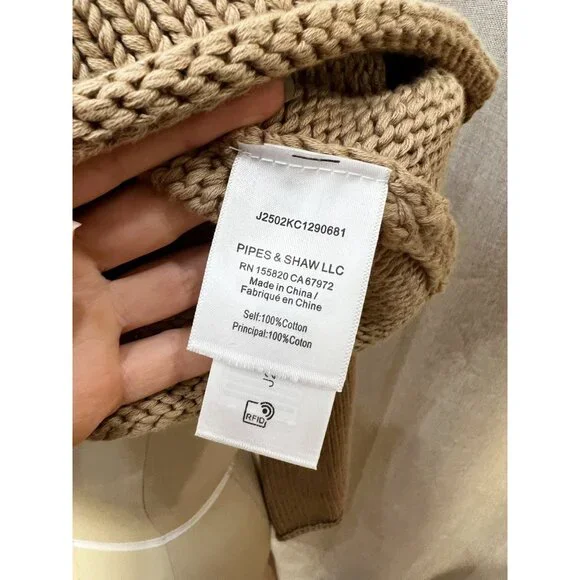 J2502KC1290681
PIPES & SHAW LLC
RN 155820 CA 67972
Made in China /
Fabriqué en Chine
Self:100%Cotton
Principal:100%Coton
RFID